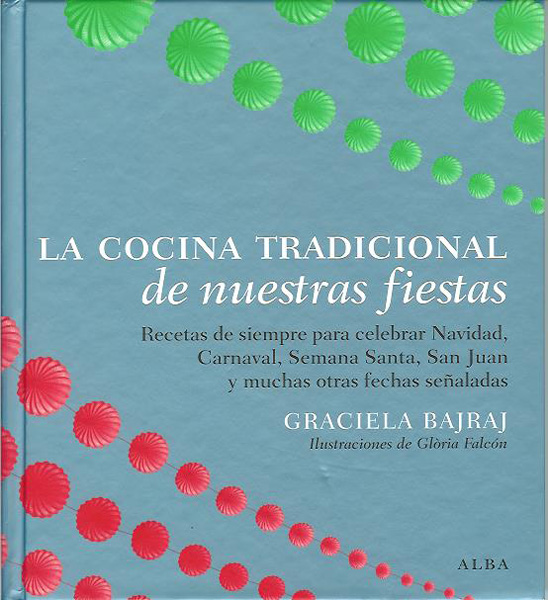 LA COCINA TRADICIONAL
de nuestras fiestas
Recetas de siempre para celebrar Navidad,
Carnaval, Semana Santa, San Juan
y muchas otras fechas señaladas
GRACIELA BAJRAJ
Ilustraciones de Glòria Falcón
ALBA